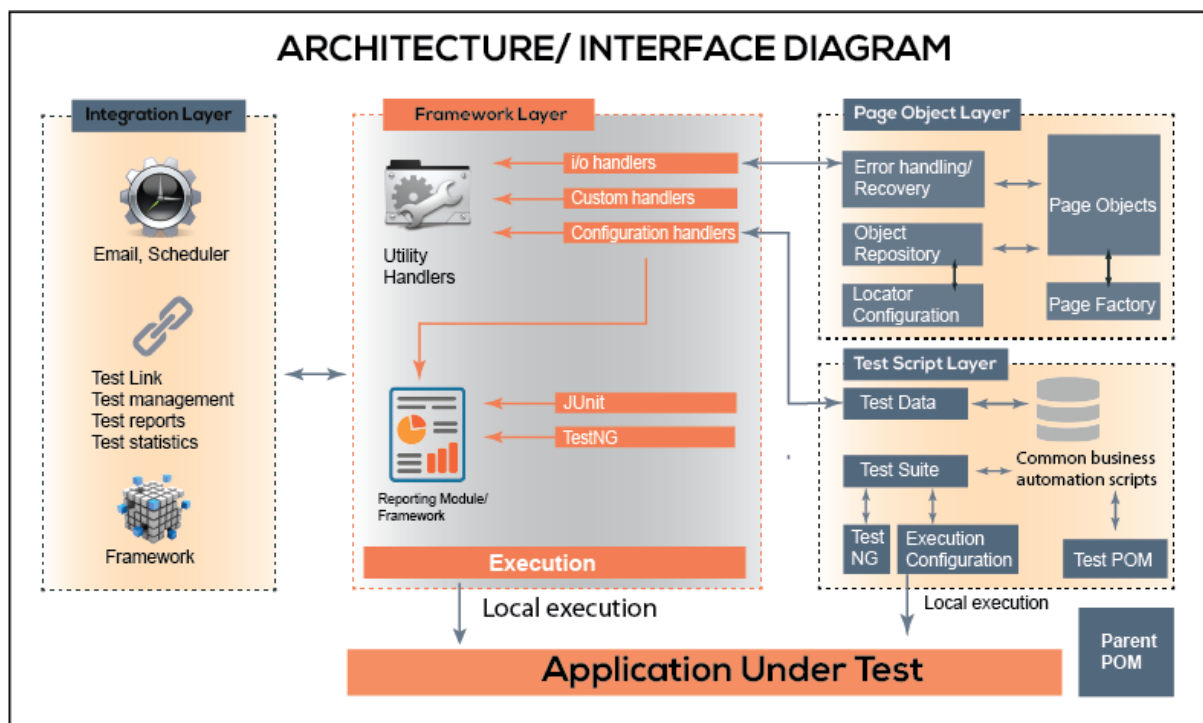 ARCHITECTURE/ INTERFACE DIAGRAM
Integration Layer
Email, Scheduler
Test Link
Test management
Test reports
Test statistics
Framework
Framework Layer
i/o handlers
Custom handlers
Configuration handlers
Utility
Handlers
JUnit
TestNG
Reporting Module/
Framework
Execution
Local execution
Page Object Layer
Error handling/
Recovery
Page Objects
Object
Repository
Locator
Configuration
Page Factory
Test Script Layer
Test Data
Common business
automation scripts
Test Suite
Test
NG
Execution
Configuration
Test POM
Local execution
Parent
POM
Application Under Test